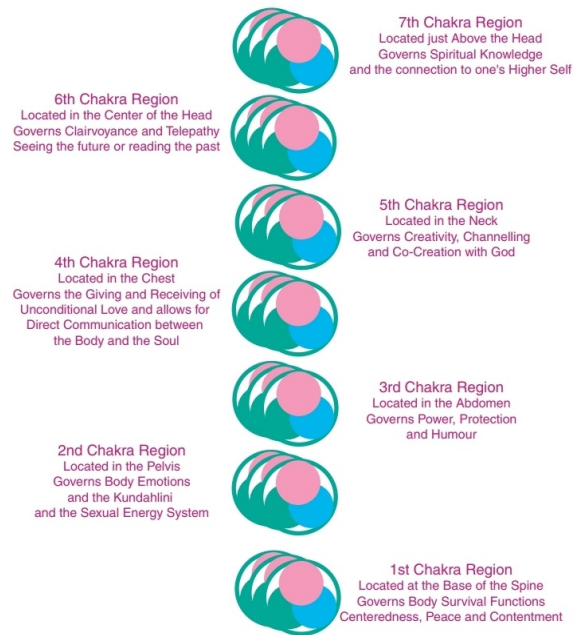 7th Chakra Region
Located just Above the Head
Governs Spiritual Knowledge
and the connection to one's Higher Self
6th Chakra Region
Located in the Center of the Head
Governs Clairvoyance and Telepathy
Seeing the future or reading the past
5th Chakra Region
Located in the Neck
Governs Creativity, Channelling
and Co-Creation with God
4th Chakra Region
Located in the Chest
Governs the Giving and Receiving of
Unconditional Love and allows for
Direct Communication between
the Body and the Soul
3rd Chakra Region
Located in the Abdomen
Governs Power, Protection
and Humour
2nd Chakra Region
Located in the Pelvis
Governs Body Emotions
and the Kundahlini
and the Sexual Energy System
1st Chakra Region
Located at the Base of the Spine
Governs Body Survival Functions
Centeredness, Peace and Contentment